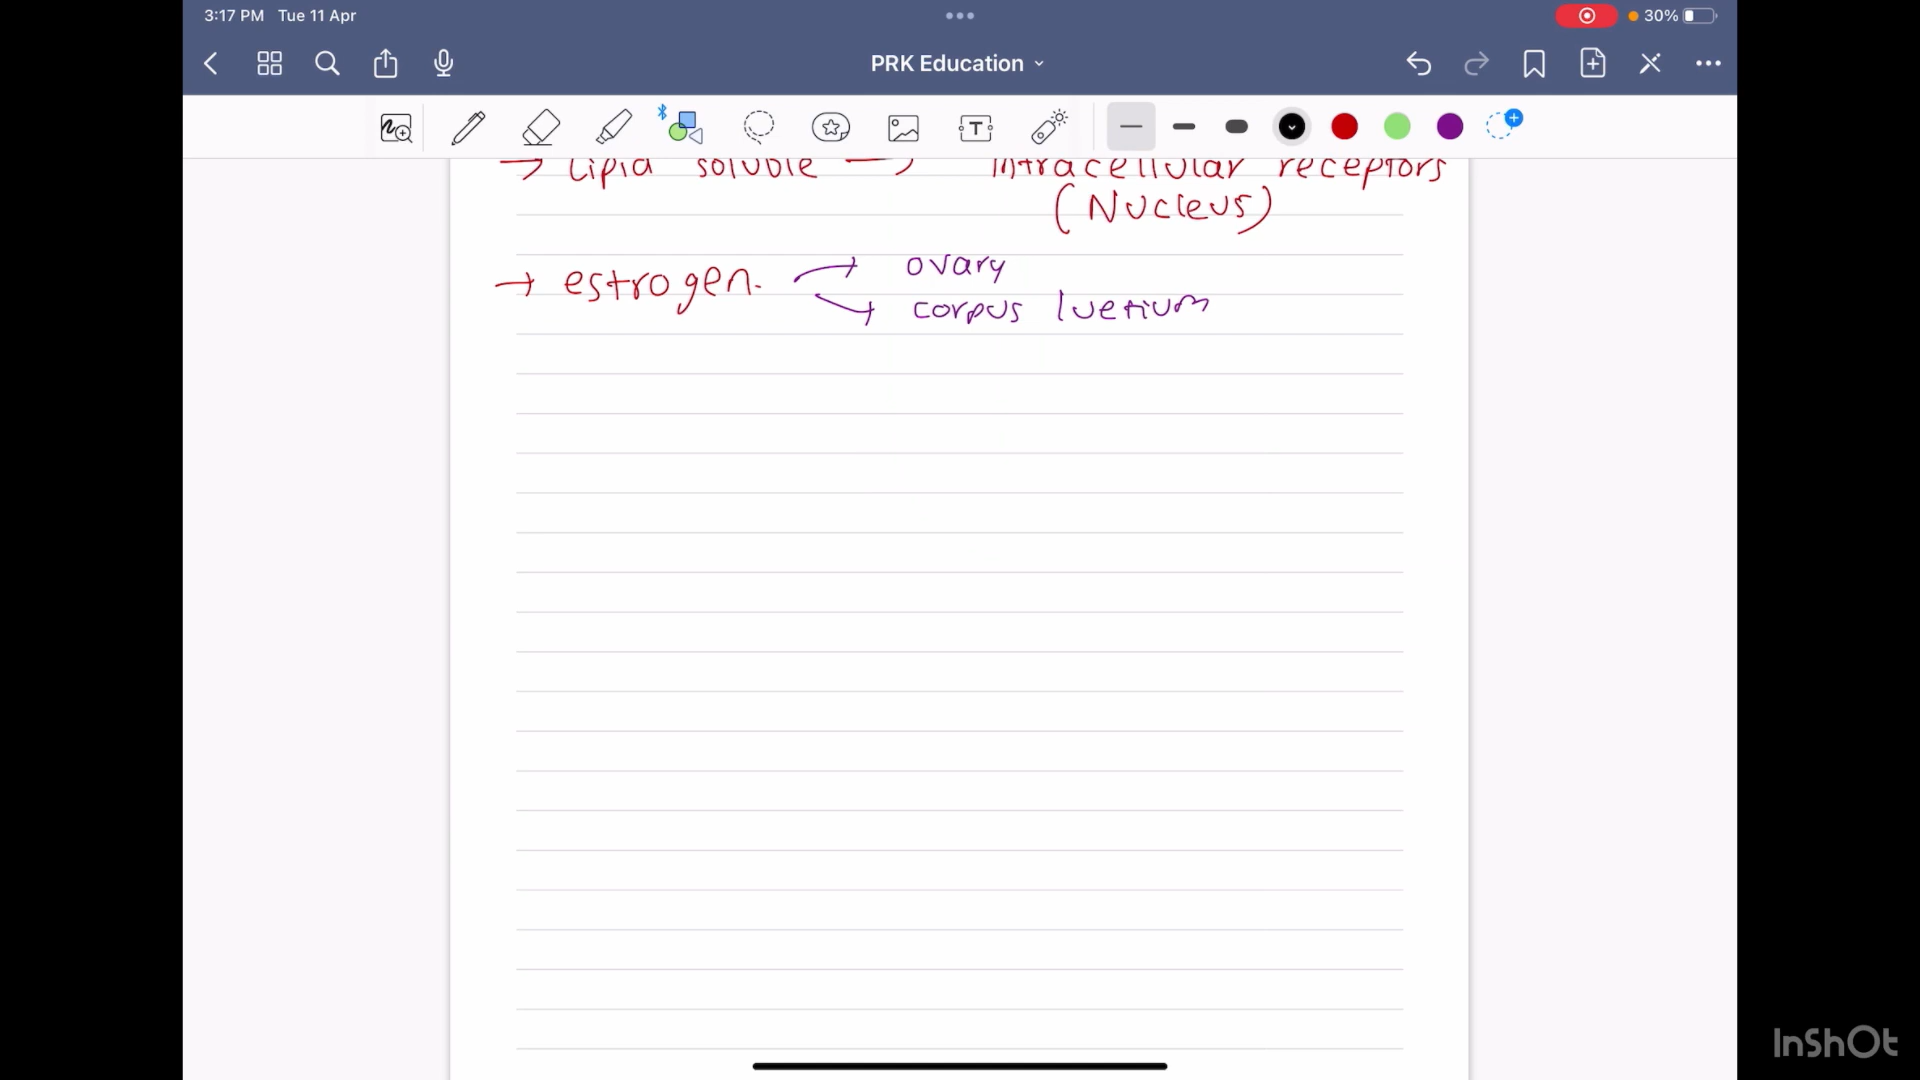 3:17 PM Tue 11 Apr
30%
PRK Education
T
→ Lipid soluble → Intracellular receptors
(Nucleus)
→ estrogen. → ovary
→ corpus luetium
InShOt